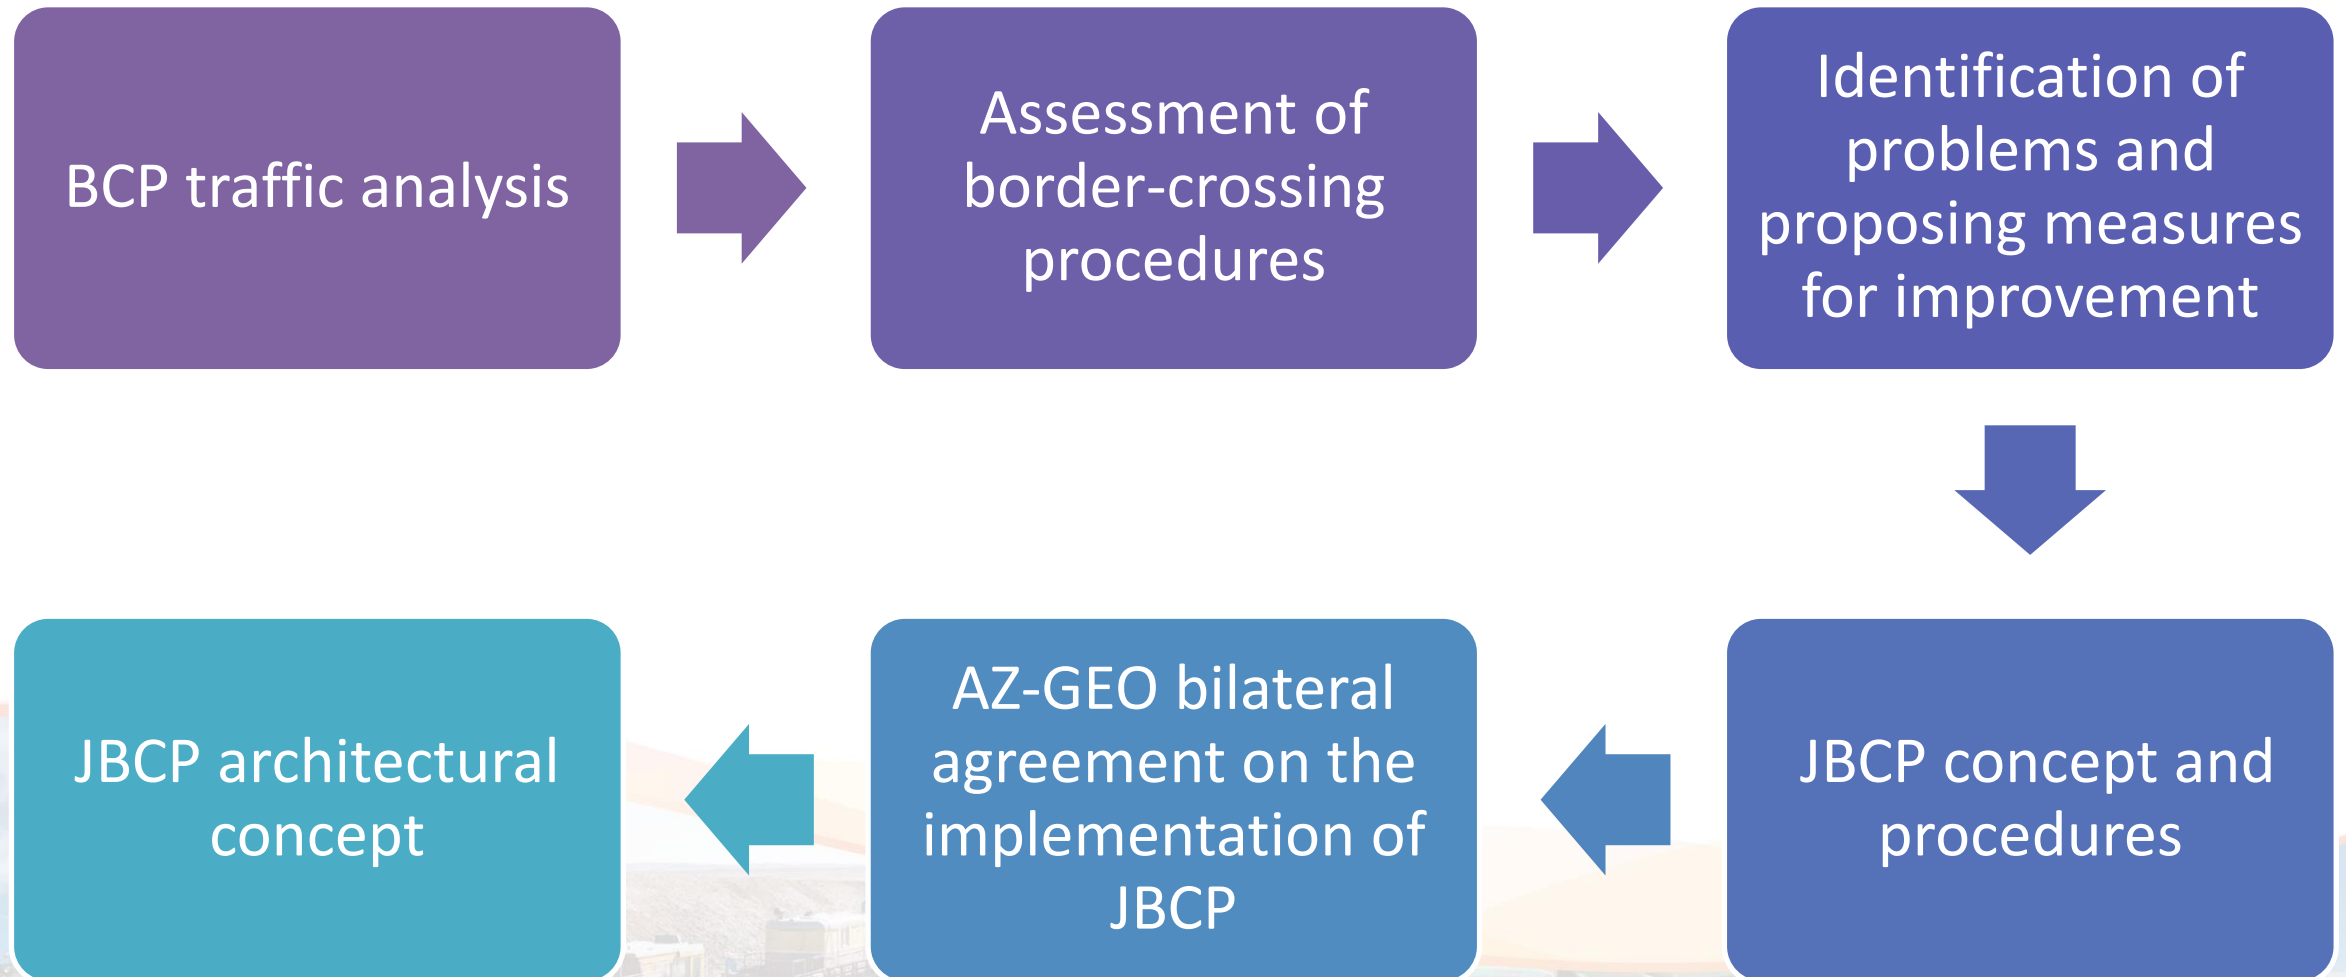 BCP traffic analysis
Assessment of
border-crossing
procedures
Identification of
problems and
proposing measures
for improvement
JBCP concept and
procedures
AZ-GEO bilateral
agreement on the
implementation of
JBCP
JBCP architectural
concept